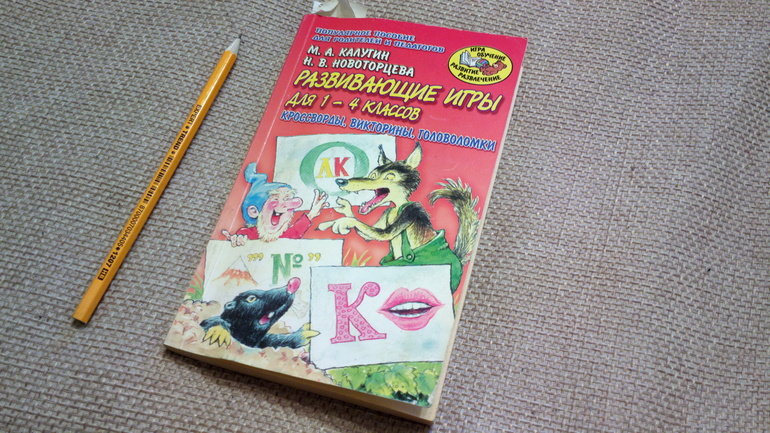 ПОПУЛЯРНОЕ ПОСОБИЕ
ДЛЯ РОДИТЕЛЕЙ И ПЕДАГОГОВ
М. А. КАЛУГИН
Н. В. НОВОТОРЦЕВА
РАЗВИВАЮЩИЕ ИГРЫ
ДЛЯ 1 – 4 КЛАССОВ
КРОССВОРДЫ, ВИКТОРИНЫ, ГОЛОВОЛОМКИ
ИГРА
ОБУЧЕНИЕ
РАЗВИТИЕ
РАЗВЛЕЧЕНИЕ
О
АК
" № "
К
1207